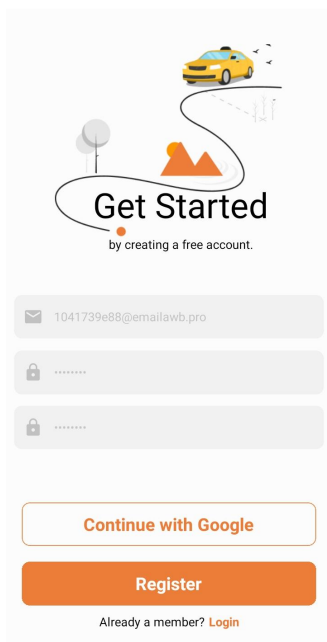 Get Started
by creating a free account.
1041739e88@emailawb.pro
········
········
Continue with Google
Register
Already a member? Login